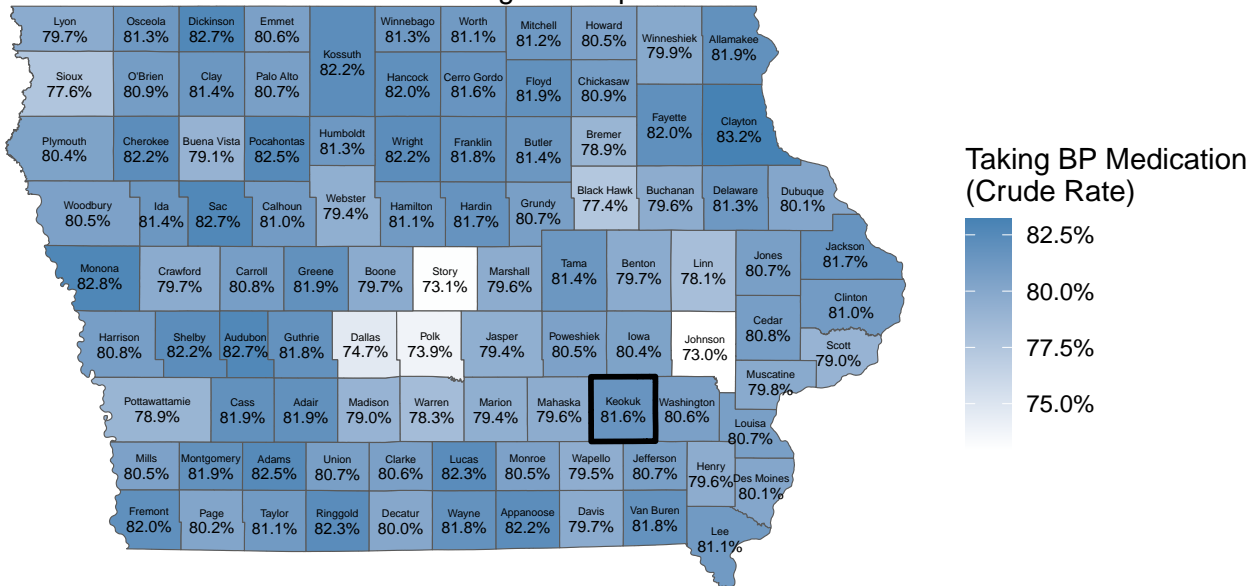 Lyon
79.7%
Osceola
81.3%
Dickinson
82.7%
Emmet
80.6%
Kossuth
82.2%
Winnebago
81.3%
Worth
81.1%
Mitchell
81.2%
Howard
80.5%
Winneshiek
79.9%
Allamakee
81.9%
Sioux
77.6%
O'Brien
80.9%
Clay
81.4%
Palo Alto
80.7%
Hancock
82.0%
Cerro Gordo
81.6%
Floyd
81.9%
Chickasaw
80.9%
Fayette
82.0%
Clayton
83.2%
Plymouth
80.4%
Cherokee
82.2%
Buena Vista
79.1%
Pocahontas
82.5%
Humboldt
81.3%
Wright
82.2%
Franklin
81.8%
Butler
81.4%
Bremer
78.9%
Woodbury
80.5%
Ida
81.4%
Sac
82.7%
Calhoun
81.0%
Webster
79.4%
Hamilton
81.1%
Hardin
81.7%
Grundy
80.7%
Black Hawk
77.4%
Buchanan
79.6%
Delaware
81.3%
Dubuque
80.1%
Monona
82.8%
Crawford
79.7%
Carroll
80.8%
Greene
81.9%
Boone
79.7%
Story
73.1%
Marshall
79.6%
Tama
81.4%
Benton
79.7%
Linn
78.1%
Jones
80.7%
Jackson
81.7%
Clinton
81.0%
Harrison
80.8%
Shelby
82.2%
Audubon
82.7%
Guthrie
81.8%
Dallas
74.7%
Polk
73.9%
Jasper
79.4%
Poweshiek
80.5%
Iowa
80.4%
Johnson
73.0%
Cedar
80.8%
Scott
79.0%
Muscatine
79.8%
Pottawattamie
78.9%
Cass
81.9%
Adair
81.9%
Madison
79.0%
Warren
78.3%
Marion
79.4%
Mahaska
79.6%
Keokuk
81.6%
Washington
80.6%
Louisa
80.7%
Mills
80.5%
Montgomery
81.9%
Adams
82.5%
Union
80.7%
Clarke
80.6%
Lucas
82.3%
Monroe
80.5%
Wapello
79.5%
Jefferson
80.7%
Henry
79.6%
Des Moines
80.1%
Fremont
82.0%
Page
80.2%
Taylor
81.1%
Ringgold
82.3%
Decatur
80.0%
Wayne
81.8%
Appanoose
82.2%
Davis
79.7%
Van Buren
81.8%
Lee
81.1%
Taking BP Medication
(Crude Rate)
82.5%
80.0%
77.5%
75.0%